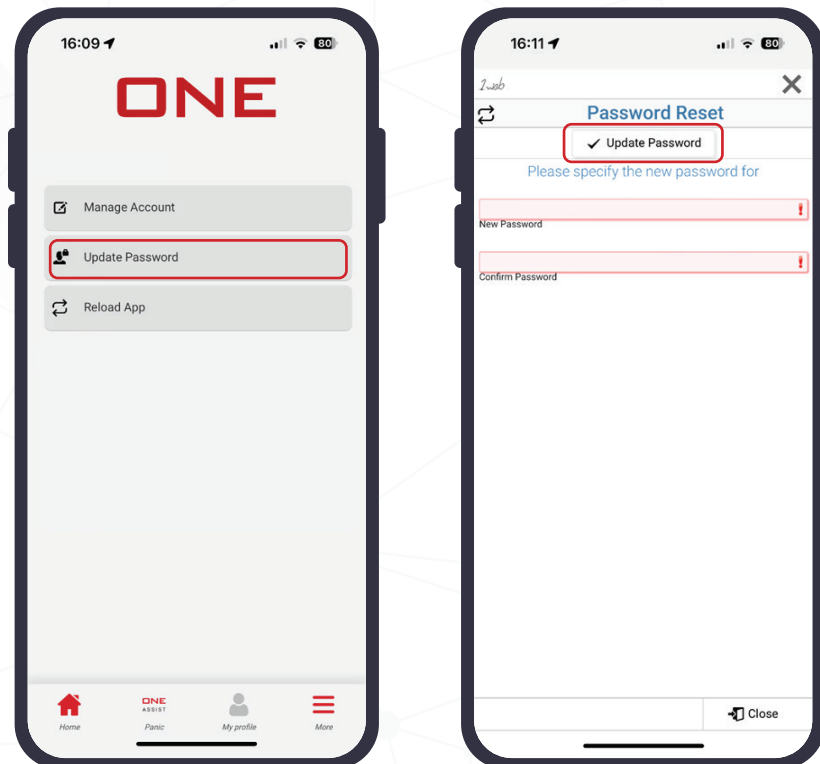 16:09
80
ONE
Manage Account
Update Password
Reload App
Home
ONE
ASSIST
Panic
My profile
More
16:11
80
2web
Password Reset
Update Password
Please specify the new password for
New Password
Confirm Password
Close